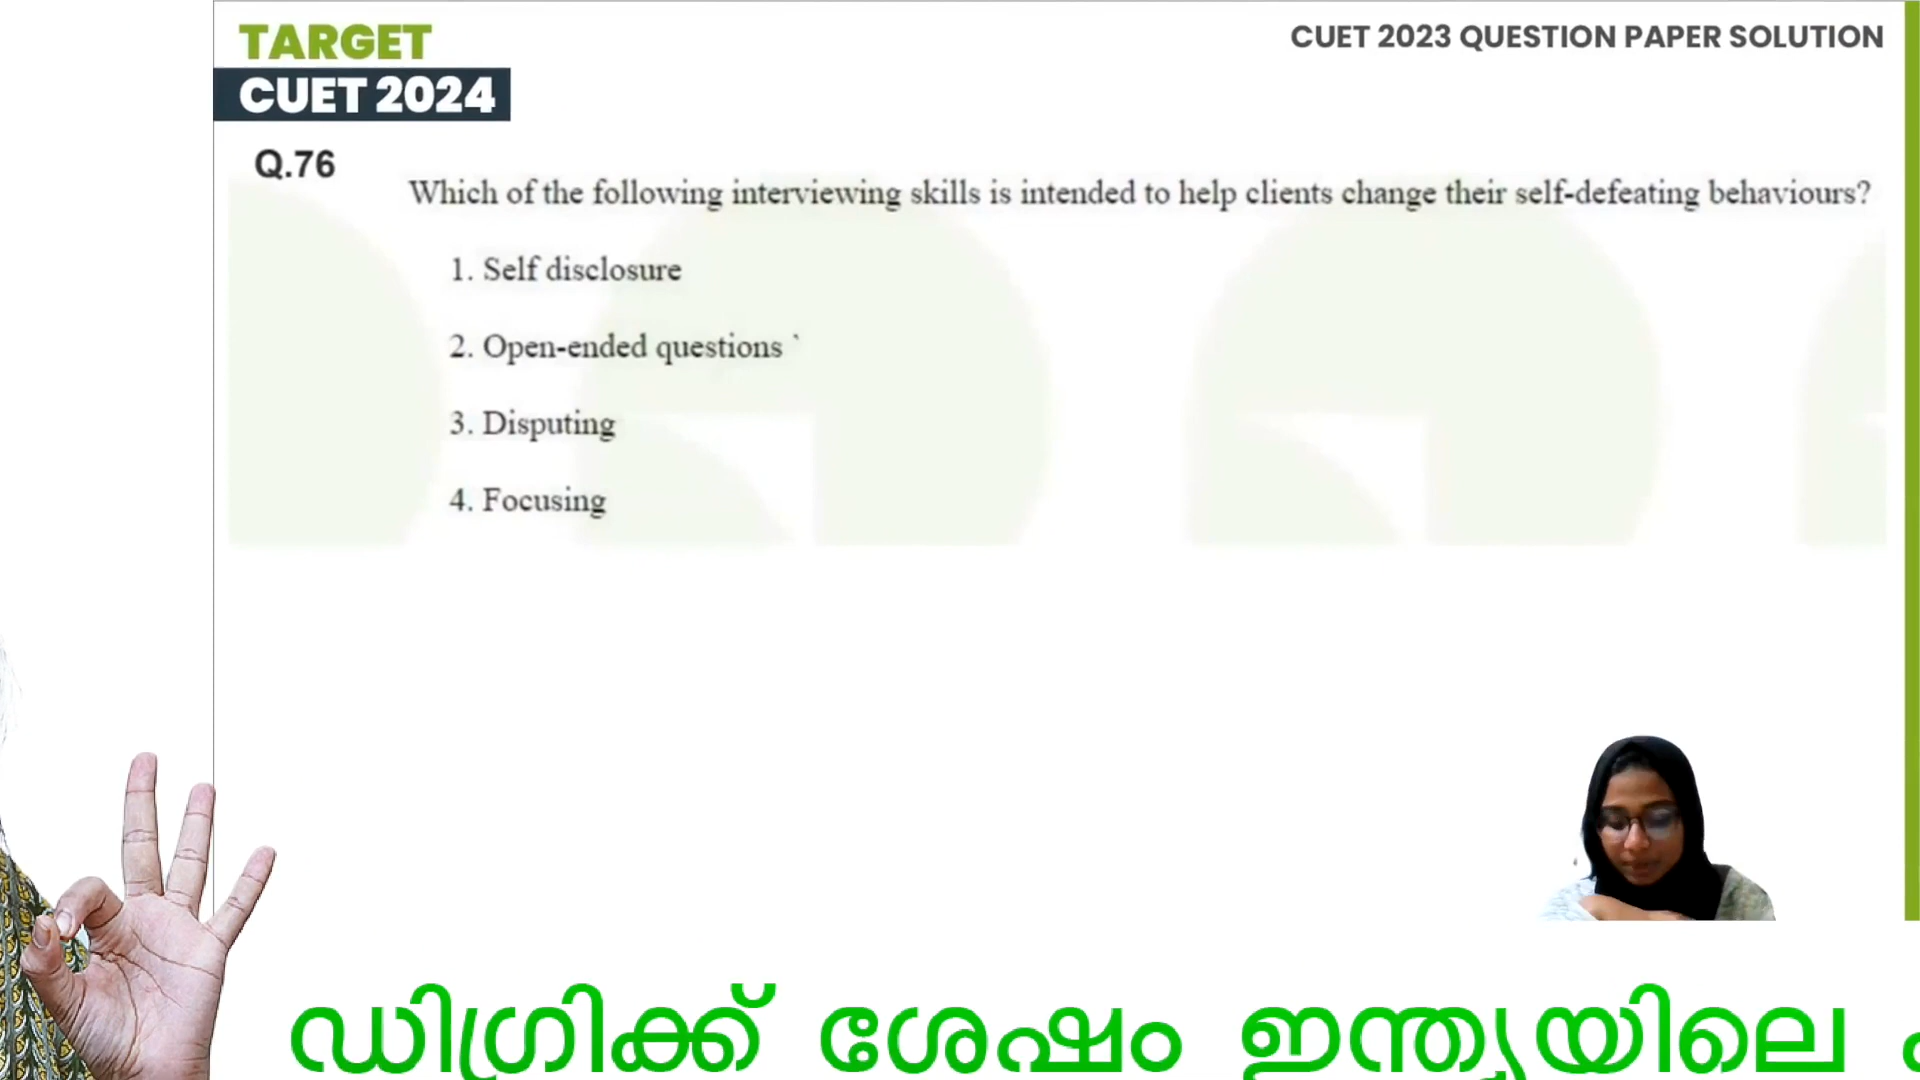 TARGET
CUET 2024
CUET 2023 QUESTION PAPER SOLUTION
Q.76
Which of the following interviewing skills is intended to help clients change their self-defeating behaviours?
1. Self disclosure
2. Open-ended questions `
3. Disputing
4. Focusing
ഡിഗ്രിക്ക് ശേഷം ഇന്ത്യയിലെ